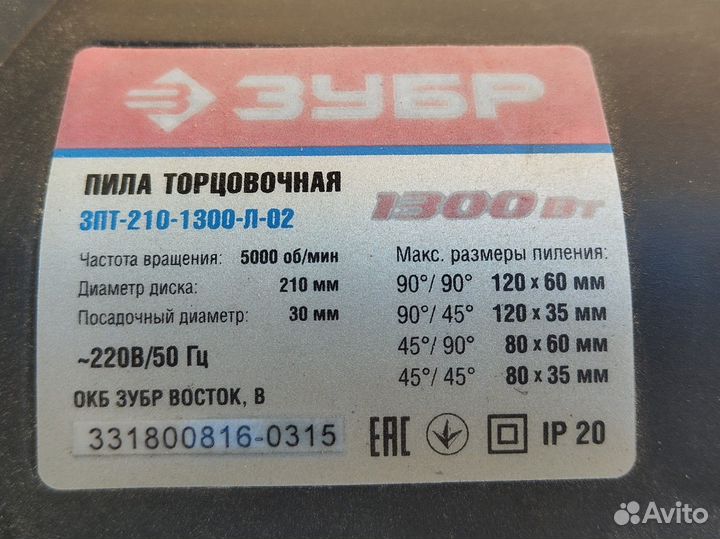 ЗУБР
ПИЛА ТОРЦОВОЧНАЯ
ЗПТ-210-1300-Л-02
1300 Вт
Частота вращения: 5000 об/мин
Диаметр диска: 210 мм
Посадочный диаметр: 30 мм
~220В/50 Гц
ОКБ ЗУБР ВОСТОК, В
331800816-0315
Макс. размеры пиления:
90°/ 90° 120 x 60 мм
90°/ 45° 120 x 35 мм
45°/ 90° 80 x 60 мм
45°/ 45° 80 x 35 мм
EAC IP 20
Avito